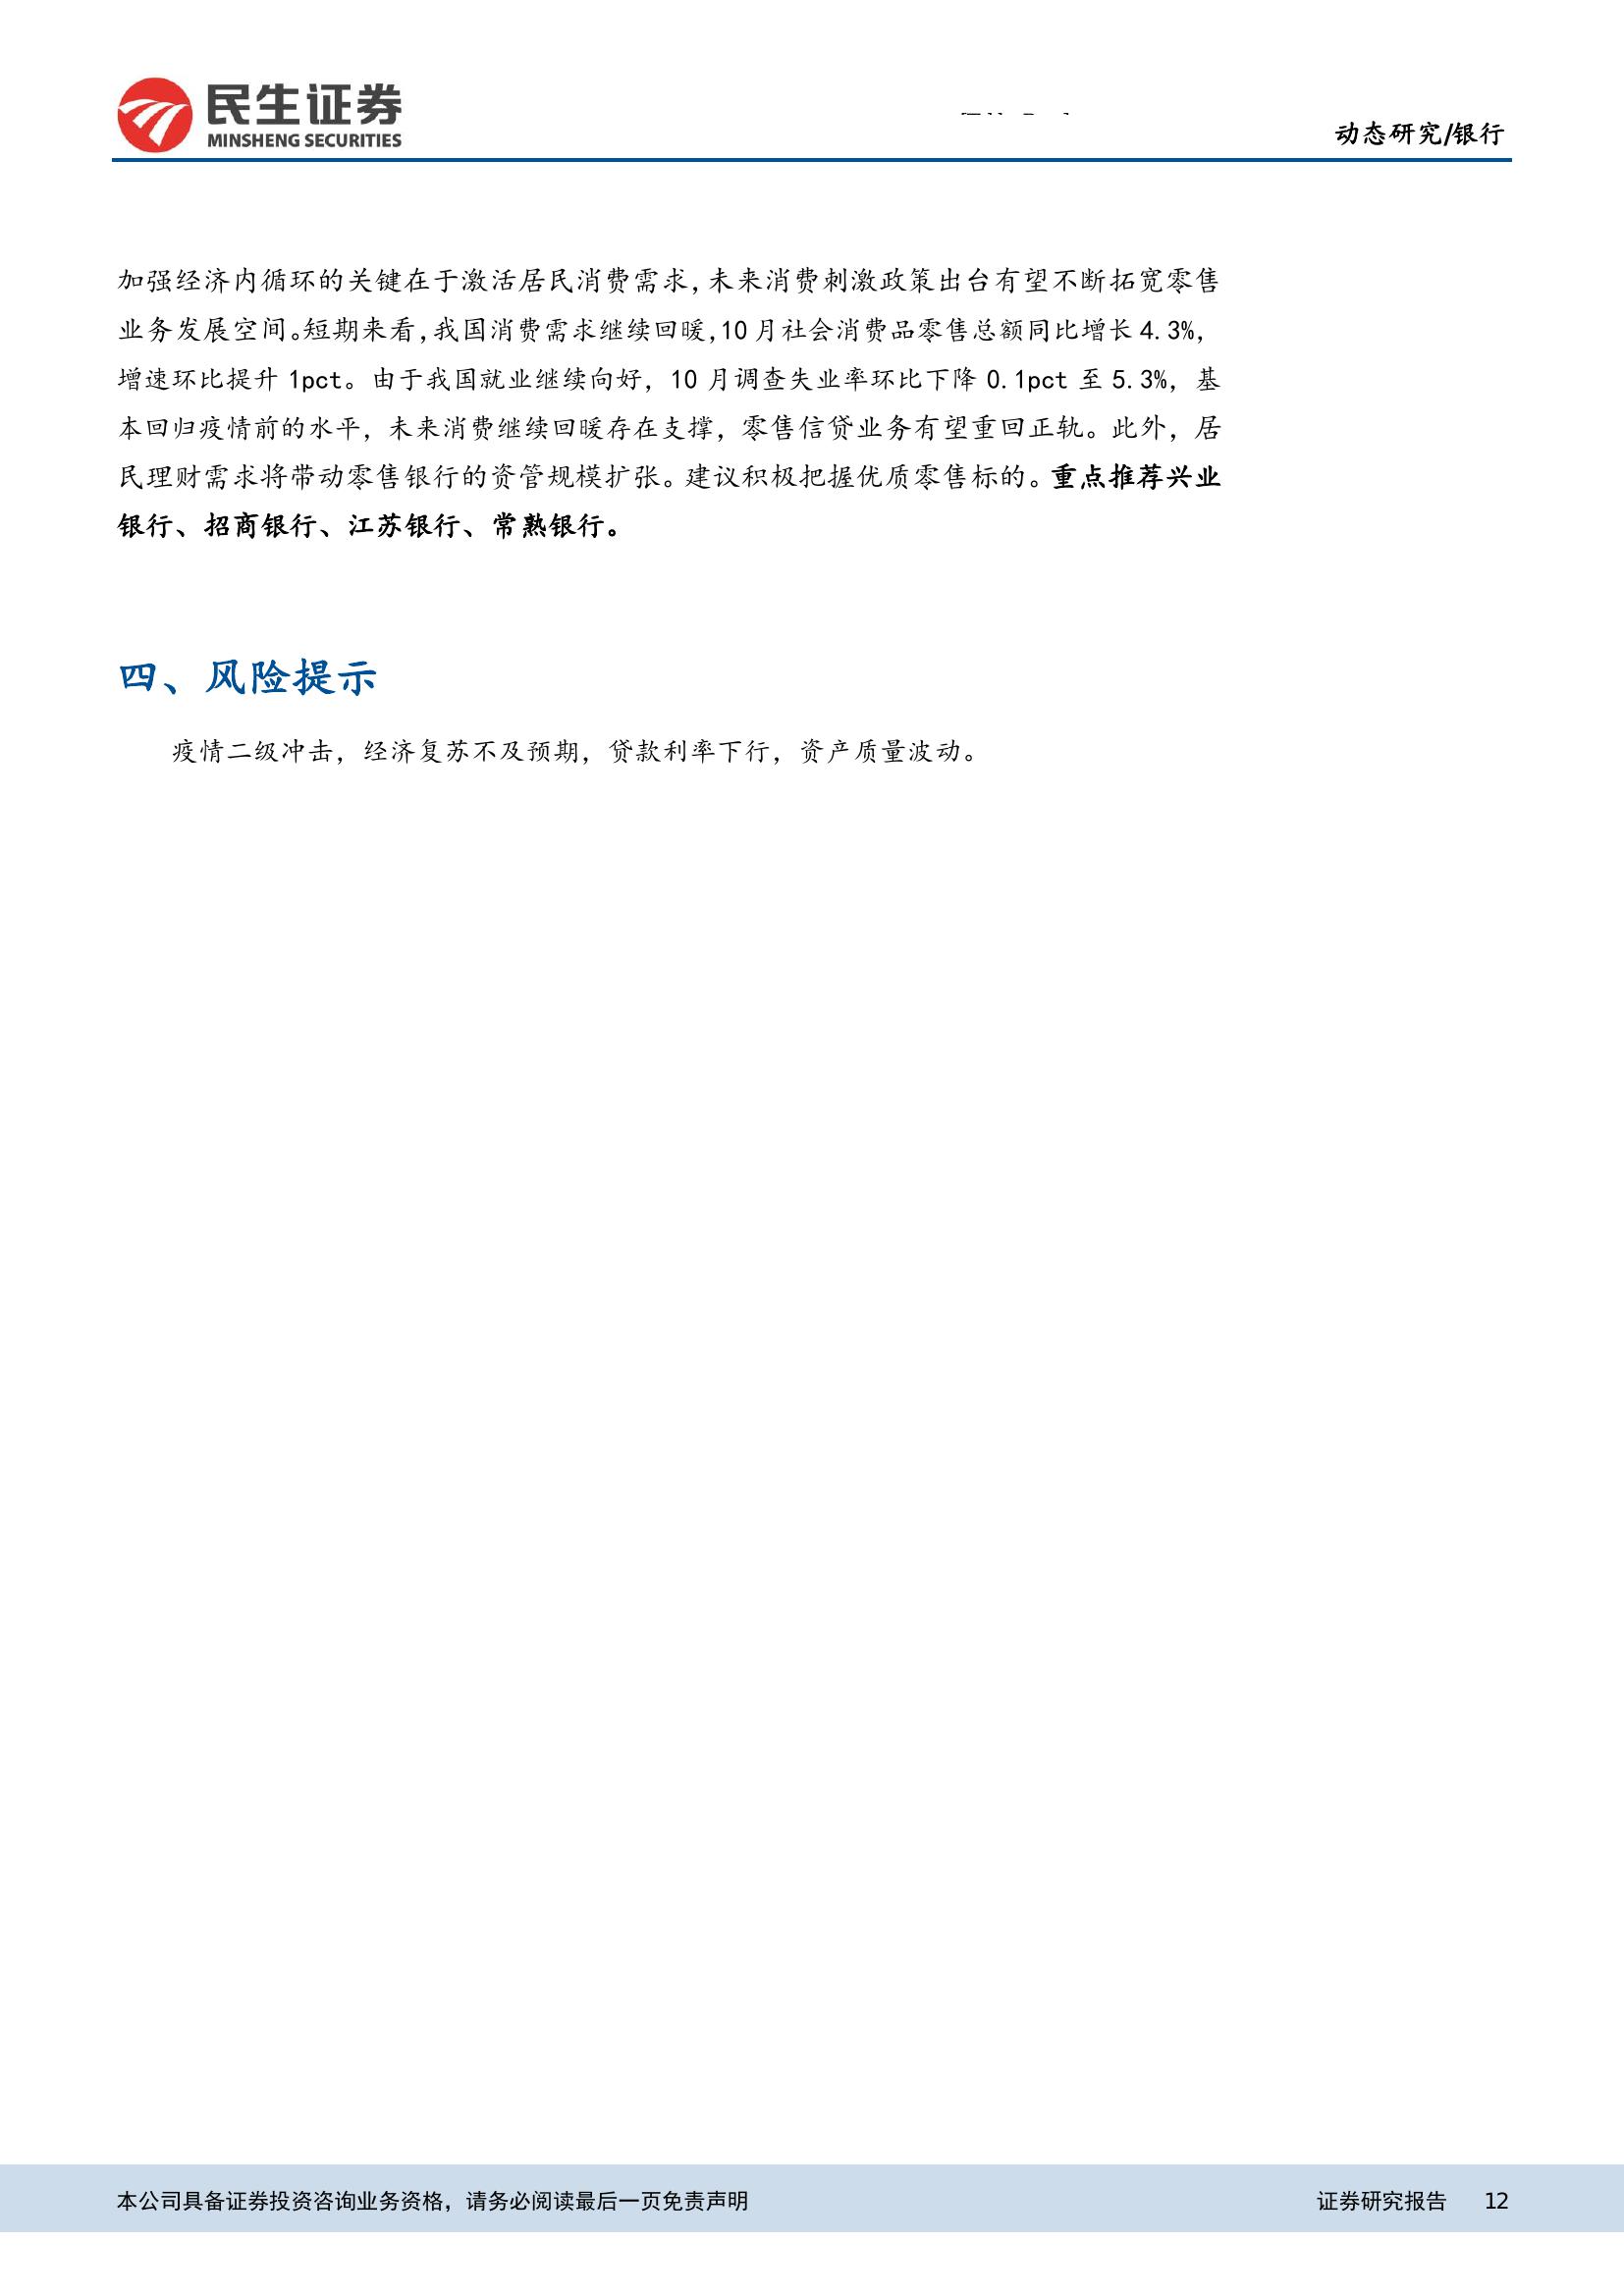 民生证券
MINSHENG SECURITIES
动态研究/银行
加强经济内循环的关键在于激活居民消费需求，未来消费刺激政策出台有望不断拓宽零售
业务发展空间。短期来看，我国消费需求继续回暖，10月社会消费品零售总额同比增长4.3%，
增速环比提升1pct。由于我国就业继续向好，10月调查失业率环比下降0.1pct至5.3%，基
本回归疫情前的水平，未来消费继续回暖存在支撑，零售信贷业务有望重回正轨。此外，居
民理财需求将带动零售银行的资管规模扩张。建议积极把握优质零售标的。重点推荐兴业
银行、招商银行、江苏银行、常熟银行。
四、风险提示
疫情二级冲击，经济复苏不及预期，贷款利率下行，资产质量波动。
本公司具备证券投资咨询业务资格，请务必阅读最后一页免责声明
证券研究报告 12